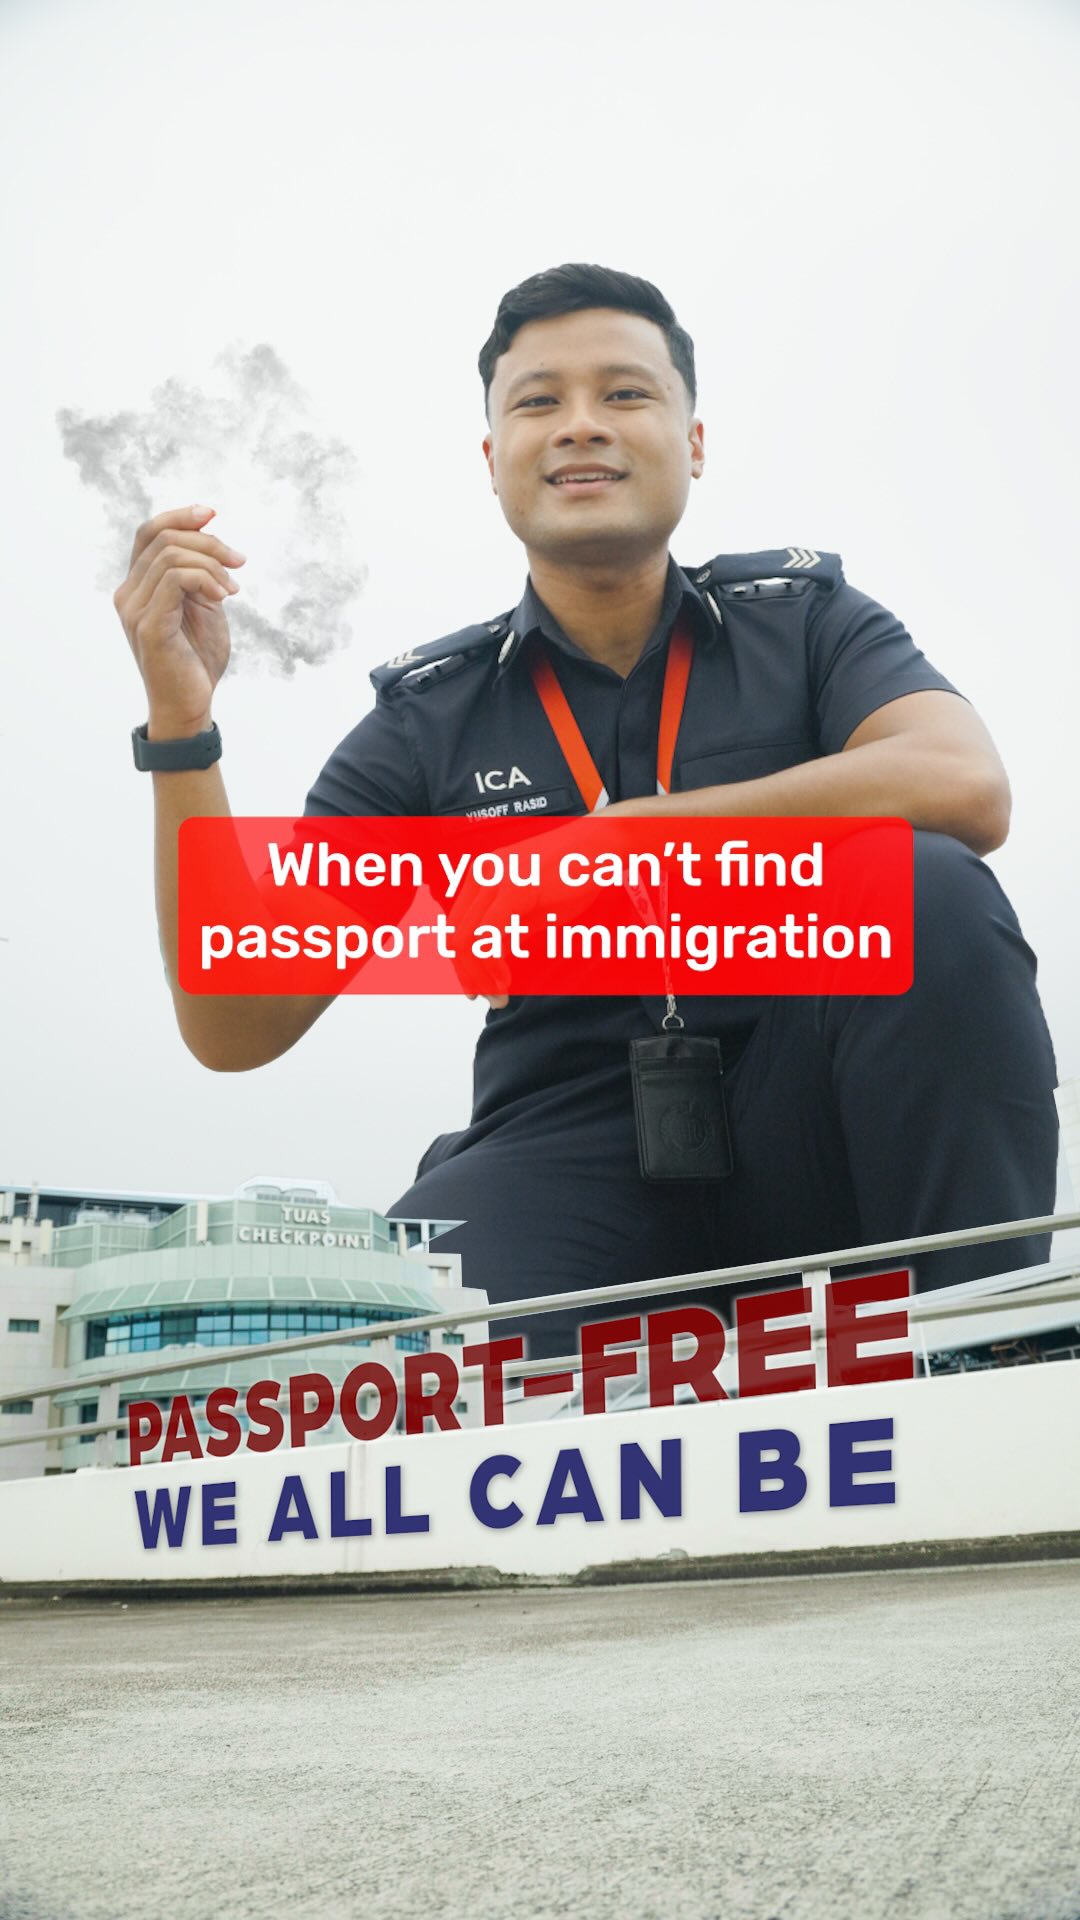 ICA
YUSOFF RASID
When you can’t find
passport at immigration
TUAS
CHECKPOINT
PASSPORT-FREE
WE ALL CAN BE